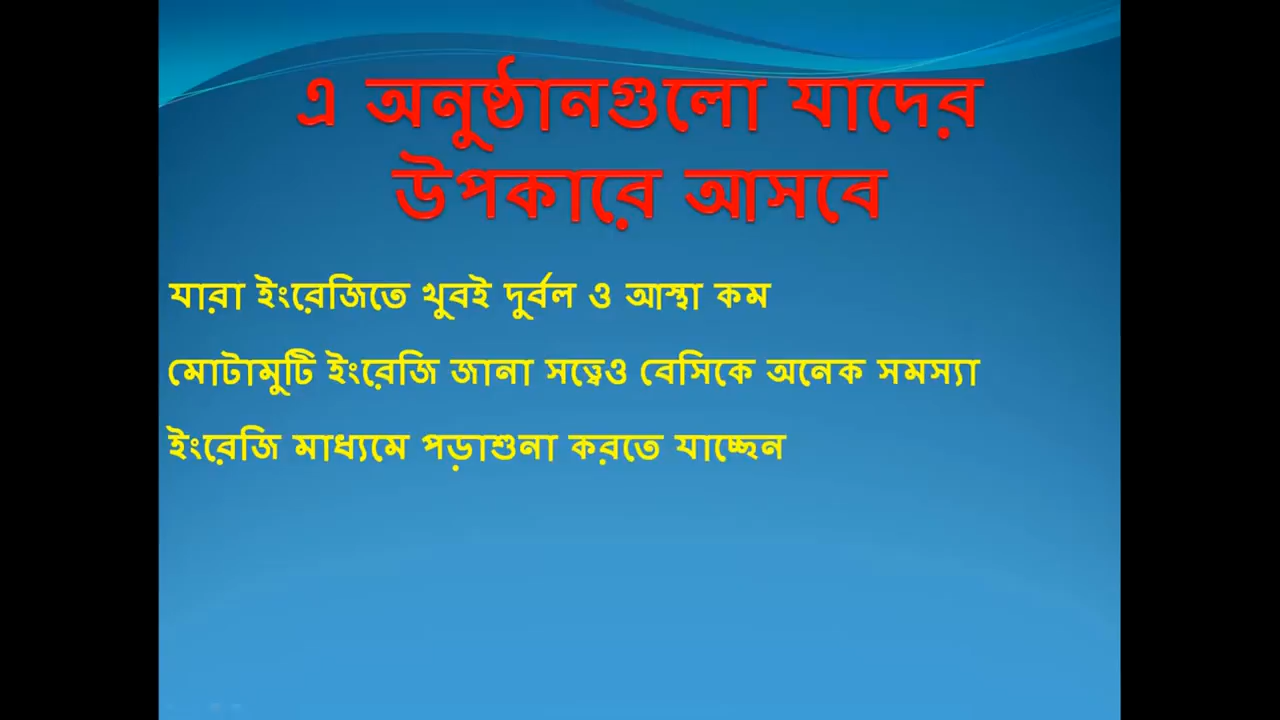 এ অনুষ্ঠানগুলো যাদের
উপকারে আসবে
যারা ইংরেজিতে খুবই দুর্বল ও আস্থা কম
মোটামুটি ইংরেজি জানা সত্ত্বেও বেসিকে অনেক সমস্যা
ইংরেজি মাধ্যমে পড়াশুনা করতে যাচ্ছেন